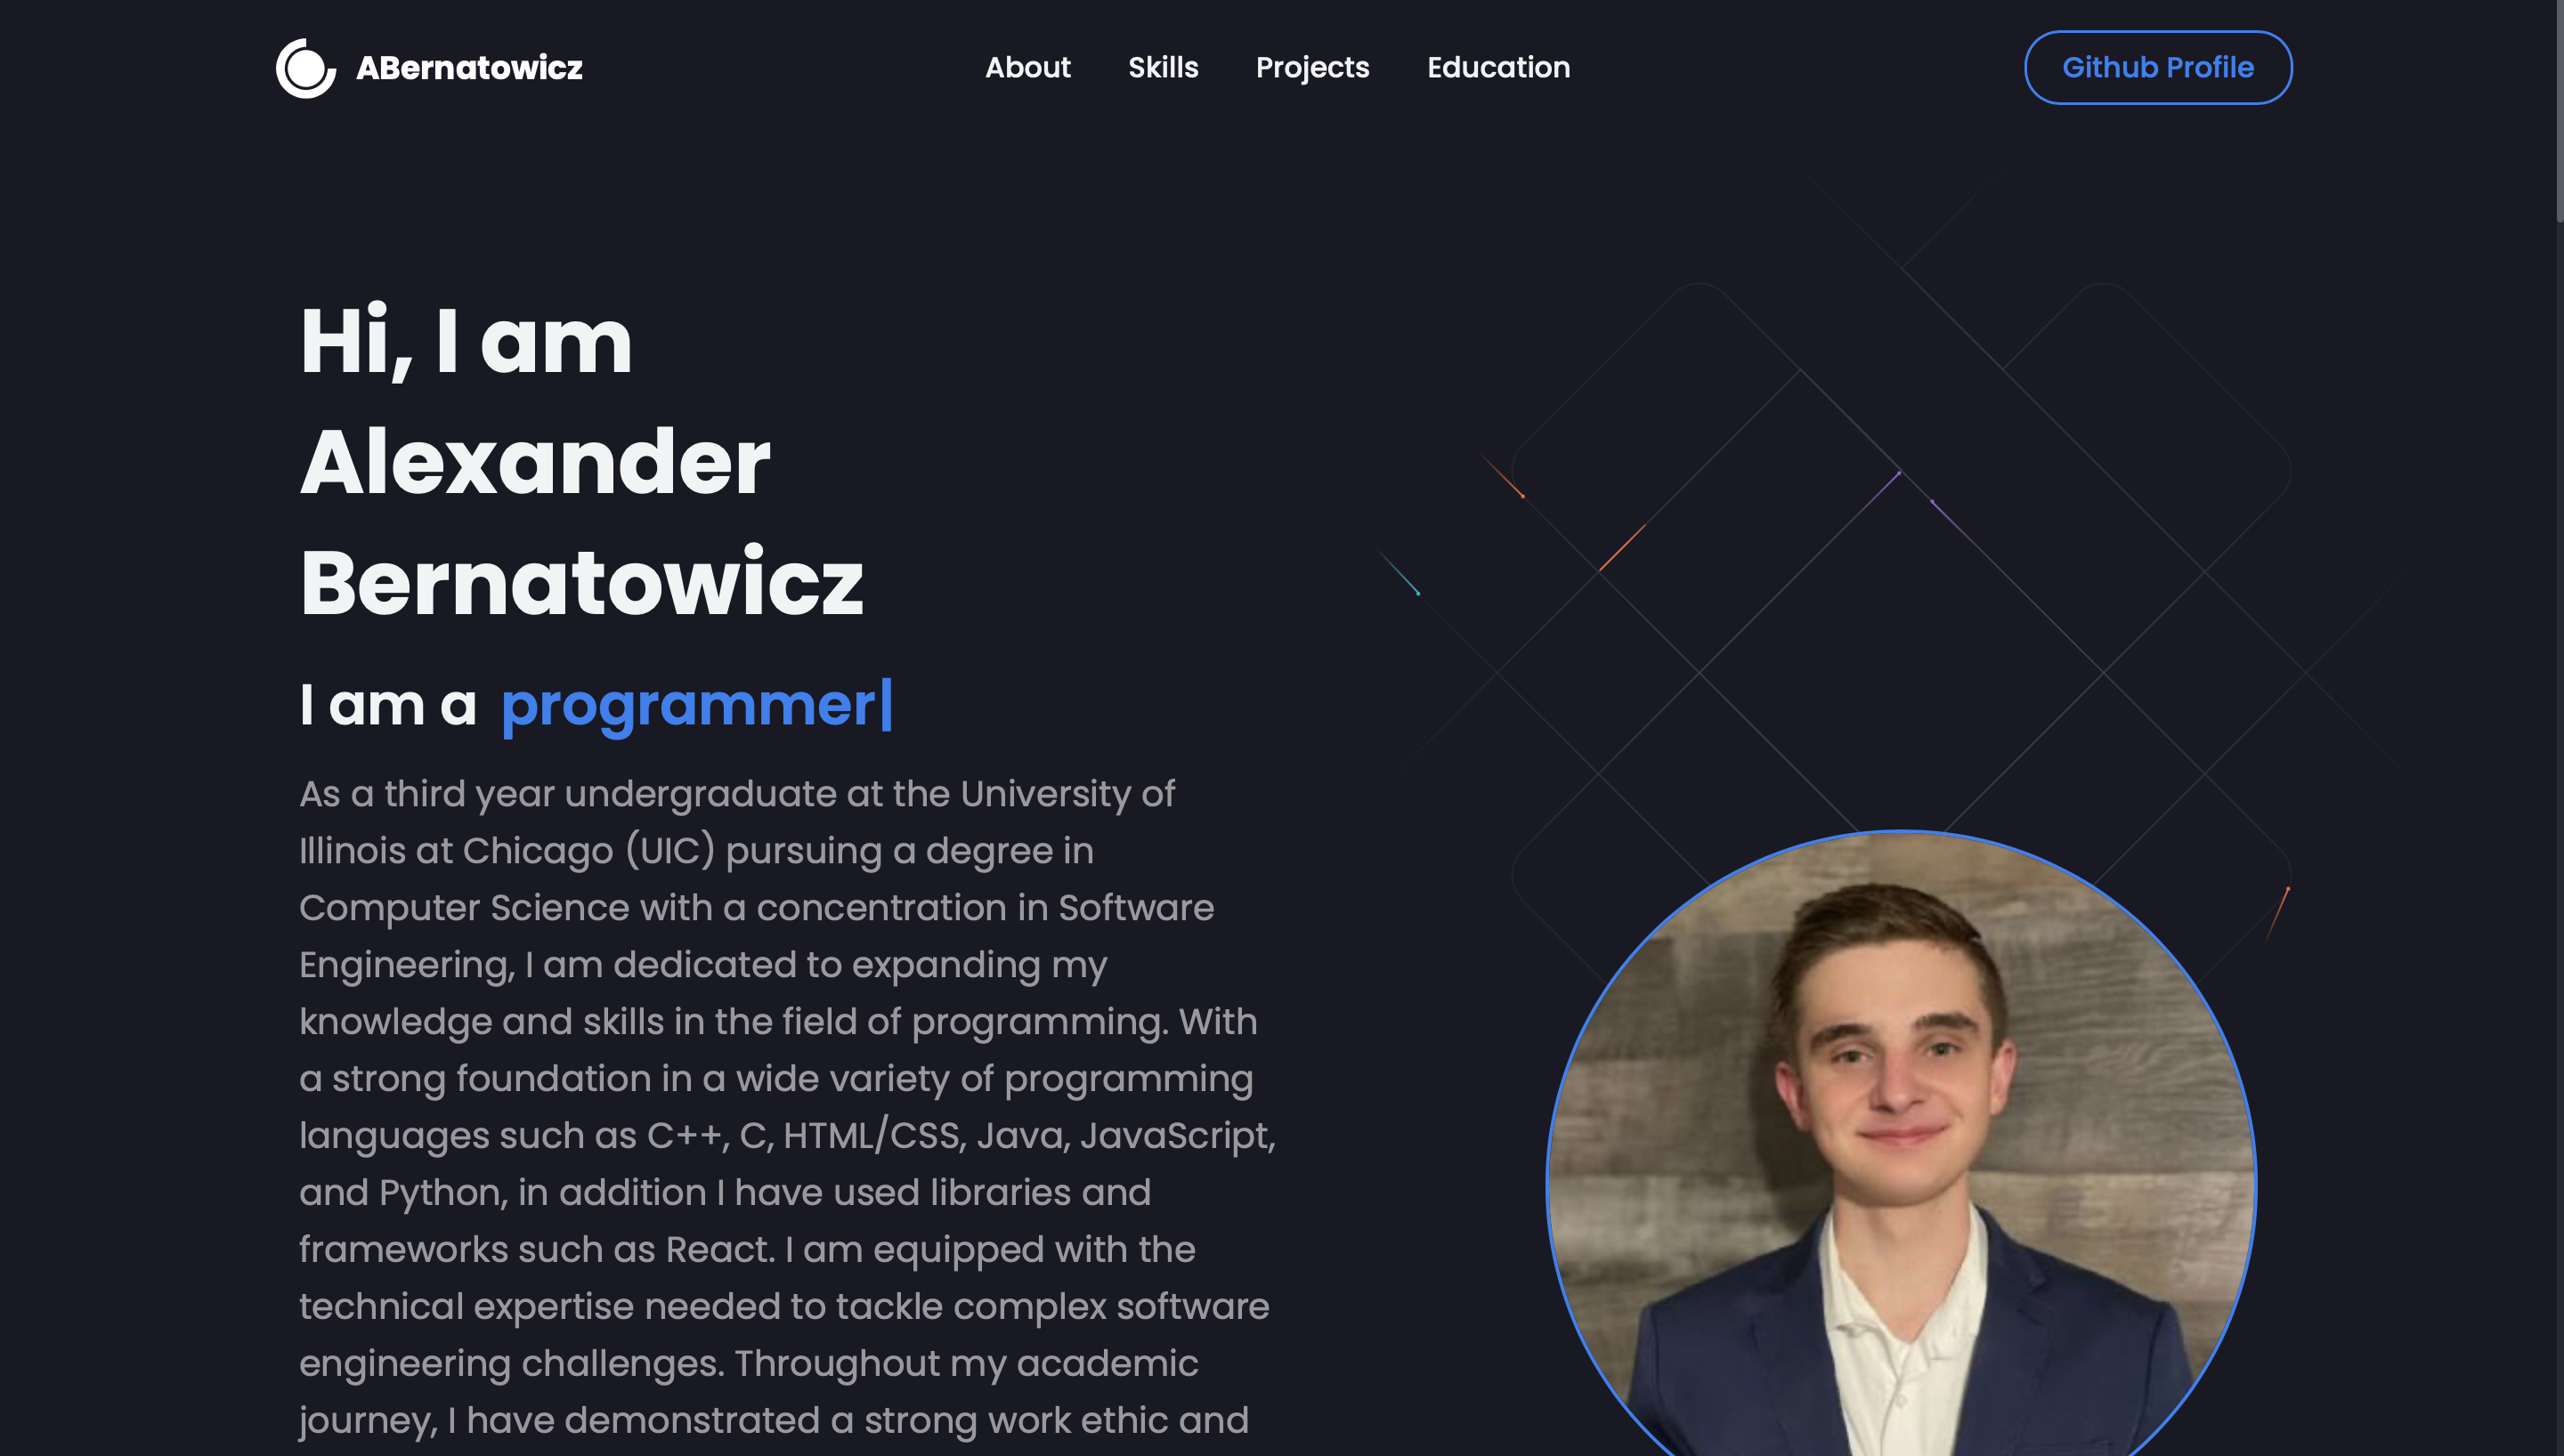 ABernatowicz
About
Skills
Projects
Education
Github Profile
Hi, I am
Alexander
Bernatowicz
I am a programmer|
As a third year undergraduate at the University of
Illinois at Chicago (UIC) pursuing a degree in
Computer Science with a concentration in Software
Engineering, I am dedicated to expanding my
knowledge and skills in the field of programming. With
a strong foundation in a wide variety of programming
languages such as C++, C, HTML/CSS, Java, JavaScript,
and Python, in addition I have used libraries and
frameworks such as React. I am equipped with the
technical expertise needed to tackle complex software
engineering challenges. Throughout my academic
journey, I have demonstrated a strong work ethic and